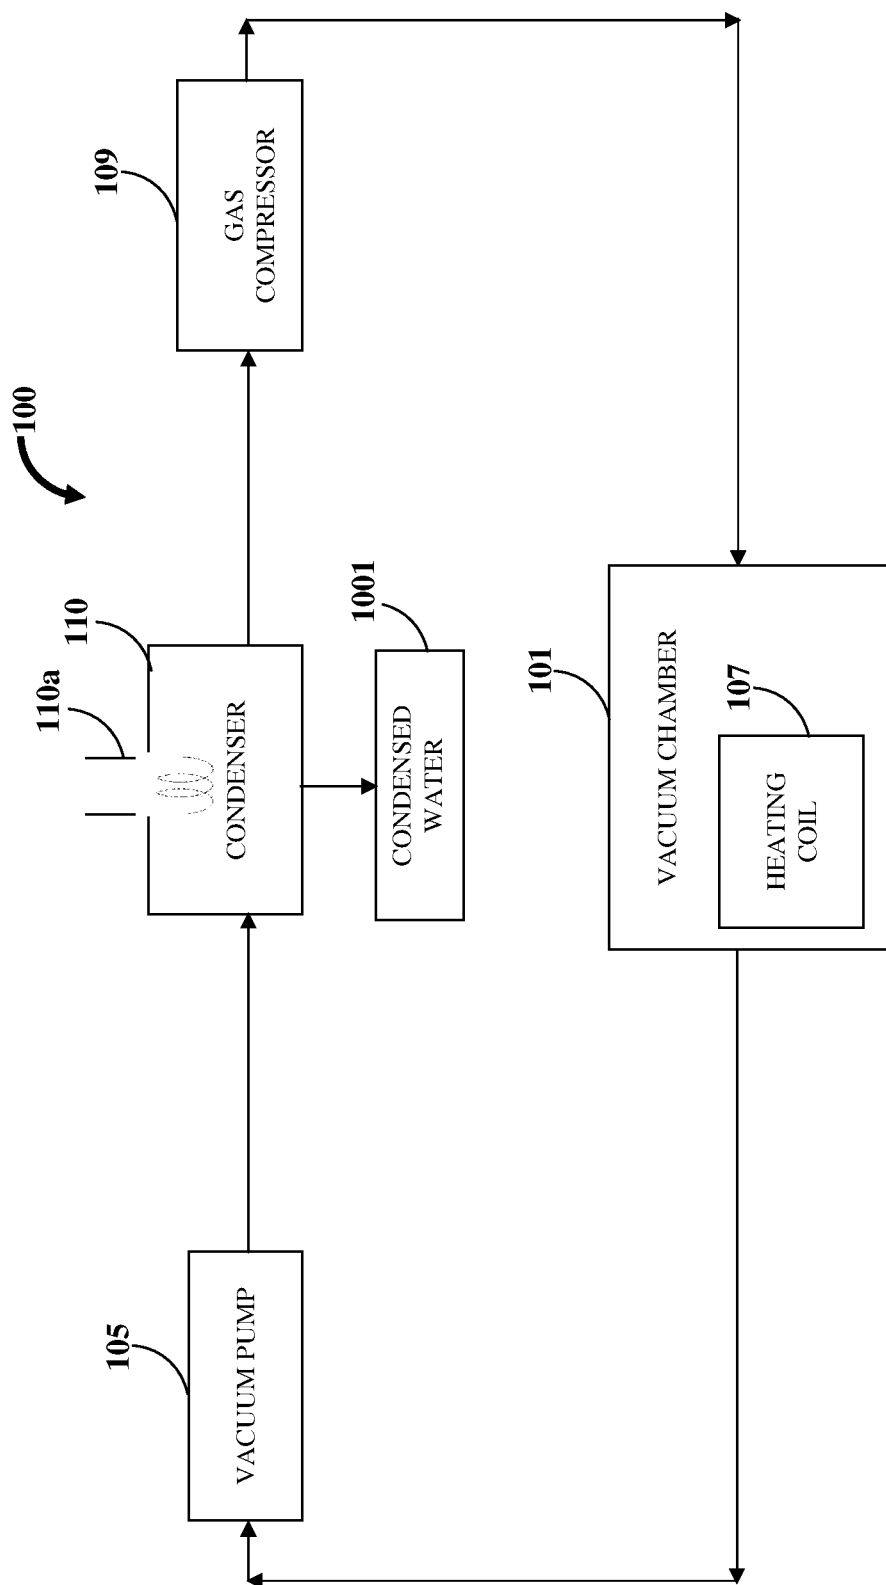 100
105
VACUUM PUMP
110a
110
CONDENSER
109
GAS
COMPRESSOR
1001
CONDENSED
WATER
101
VACUUM CHAMBER
107
HEATING
COIL